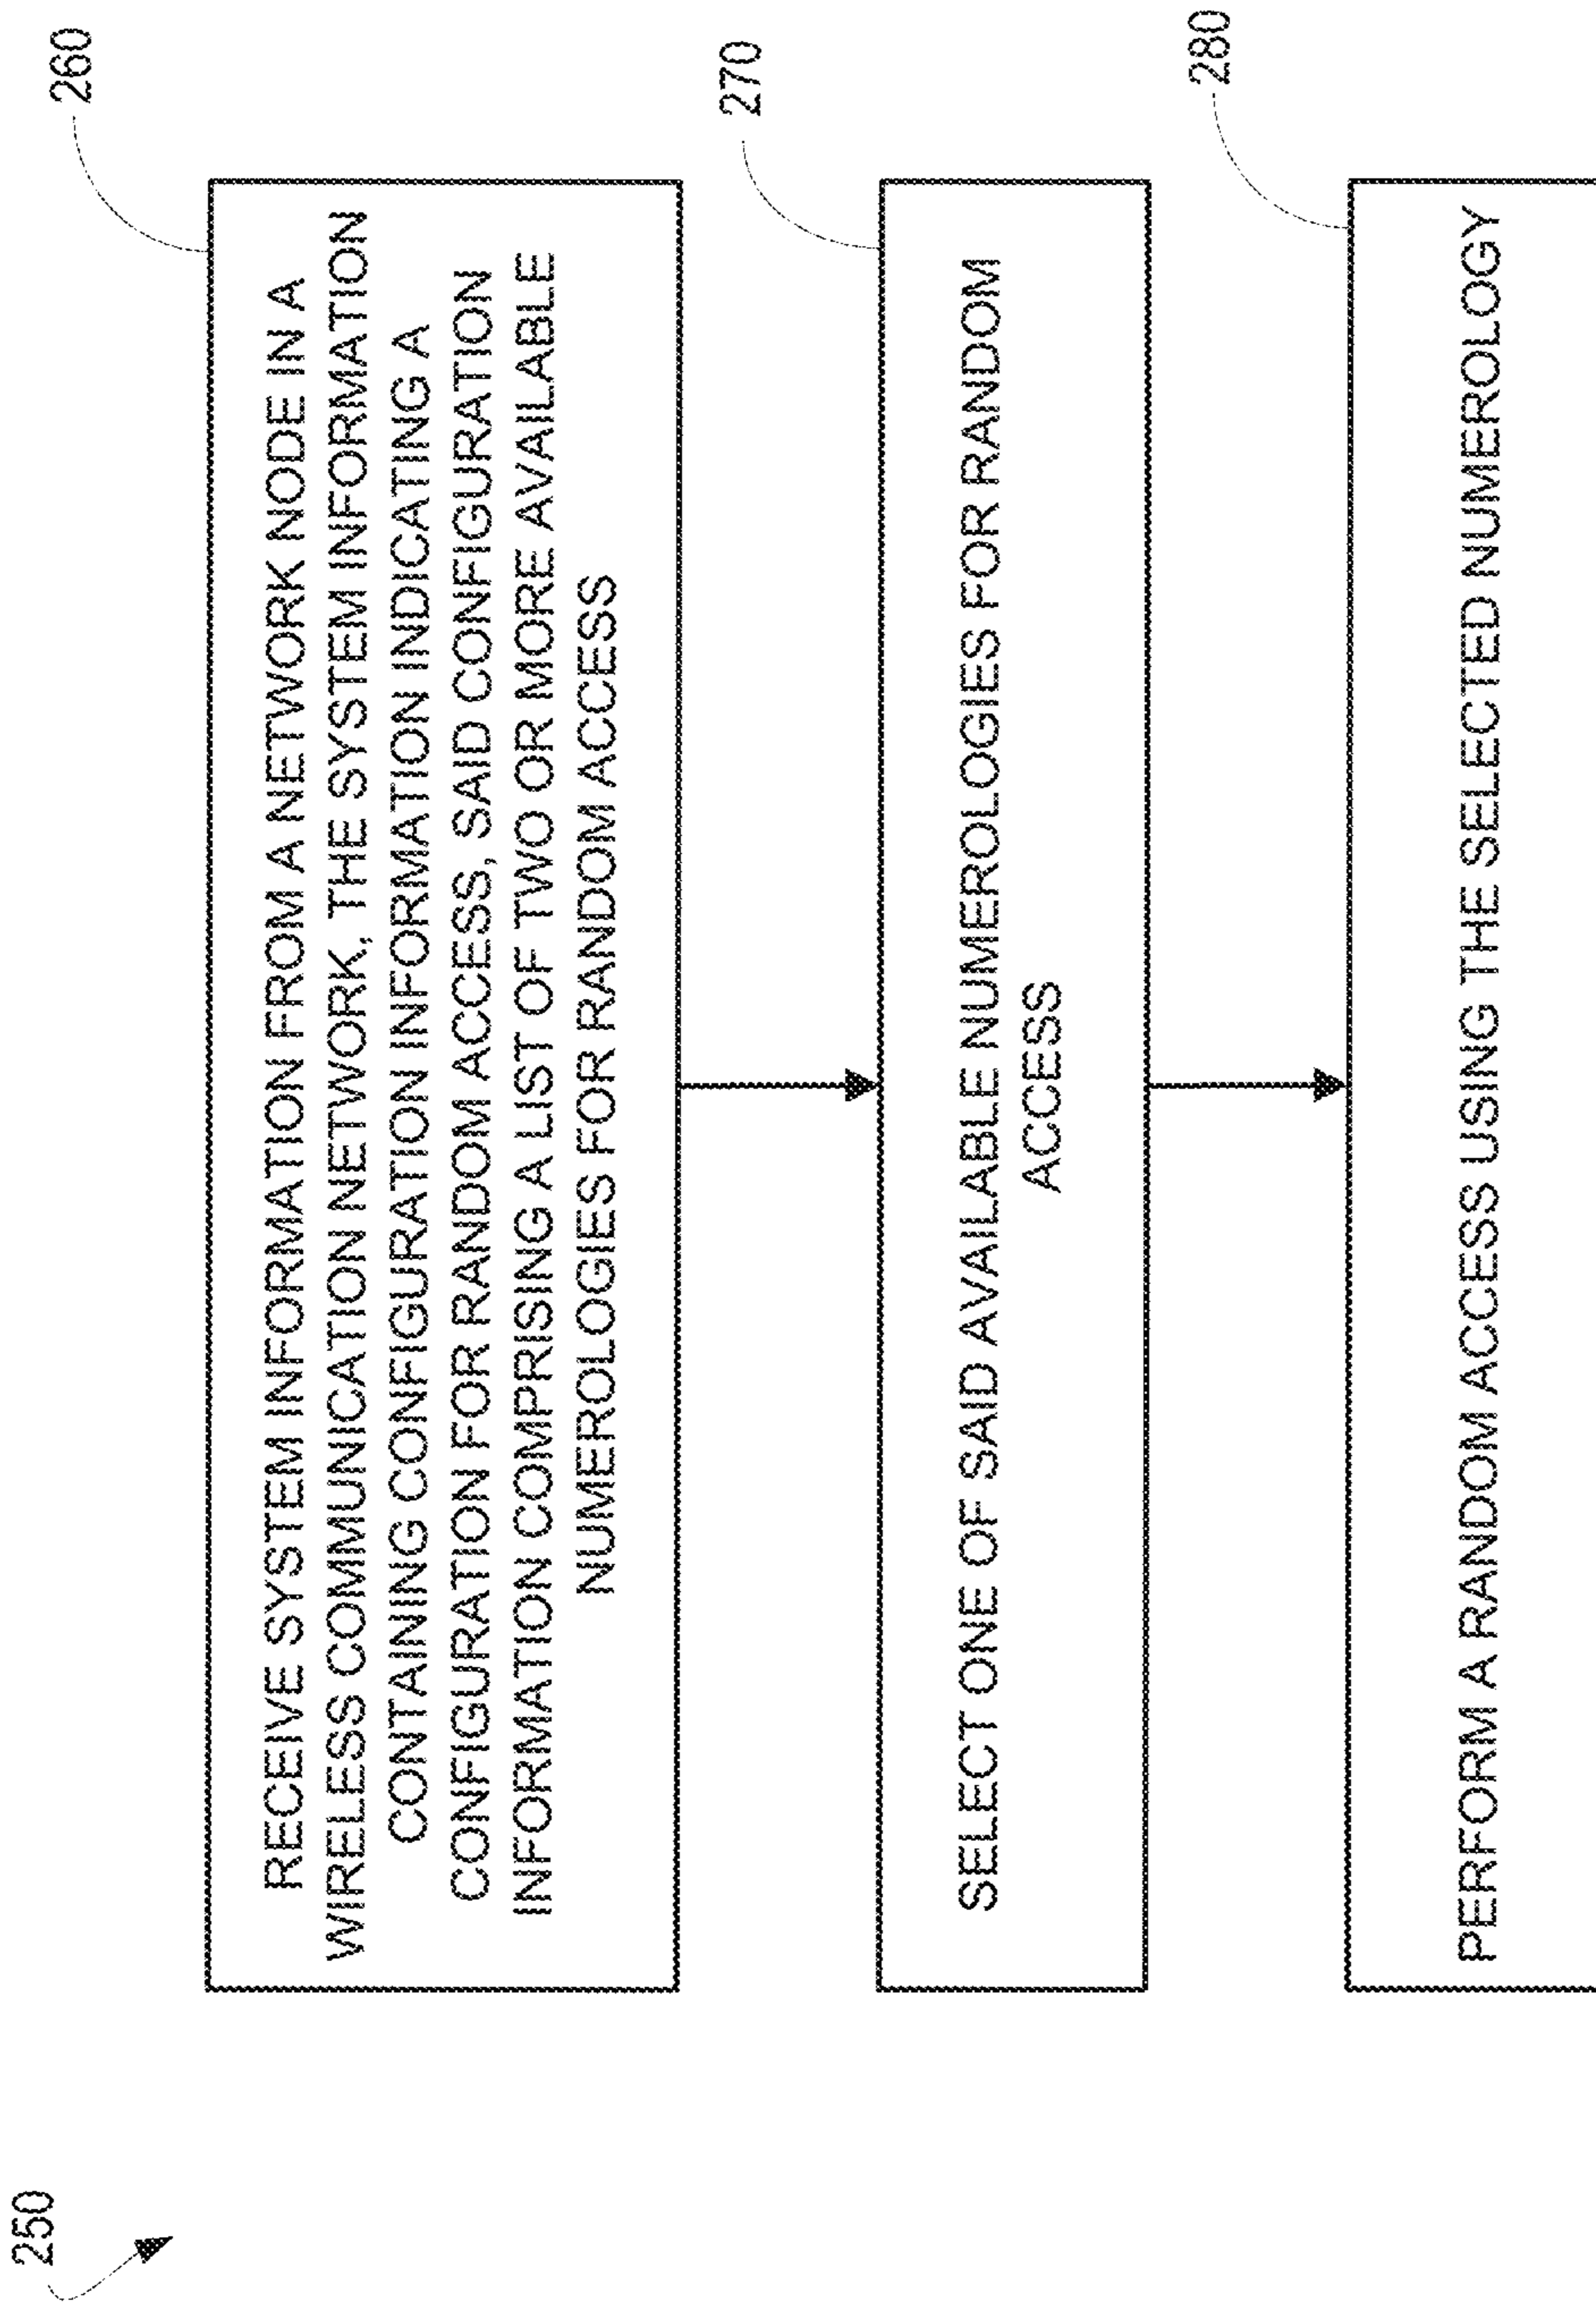 250
260
RECEIVE SYSTEM INFORMATION FROM A NETWORK NODE IN A
WIRELESS COMMUNICATION NETWORK, THE SYSTEM INFORMATION
CONTAINING CONFIGURATION INFORMATION INDICATING A
CONFIGURATION FOR RANDOM ACCESS, SAID CONFIGURATION
INFORMATION COMPRISING A LIST OF TWO OR MORE AVAILABLE
NUMEROLOGIES FOR RANDOM ACCESS
270
SELECT ONE OF SAID AVAILABLE NUMEROLOGIES FOR RANDOM
ACCESS
280
PERFORM A RANDOM ACCESS USING THE SELECTED NUMEROLOGY